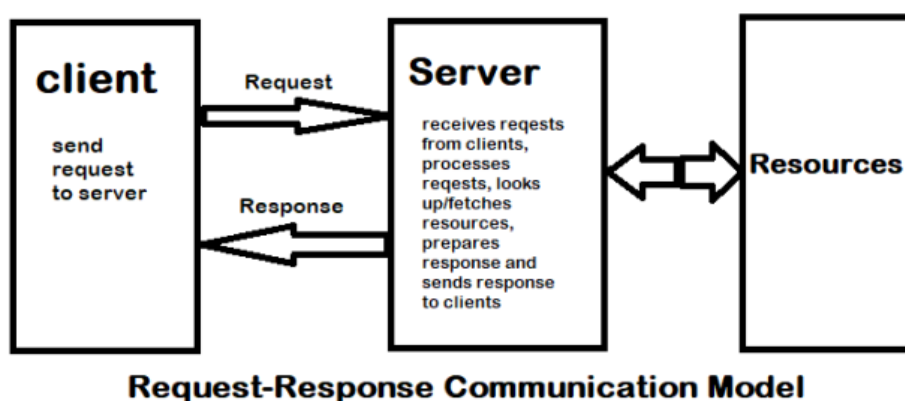 client
send
request
to server
Request
Response
Server
receives reqests
from clients,
processes
reqests, looks
up/fetches
resources,
prepares
response and
sends response
to clients
Resources
Request-Response Communication Model